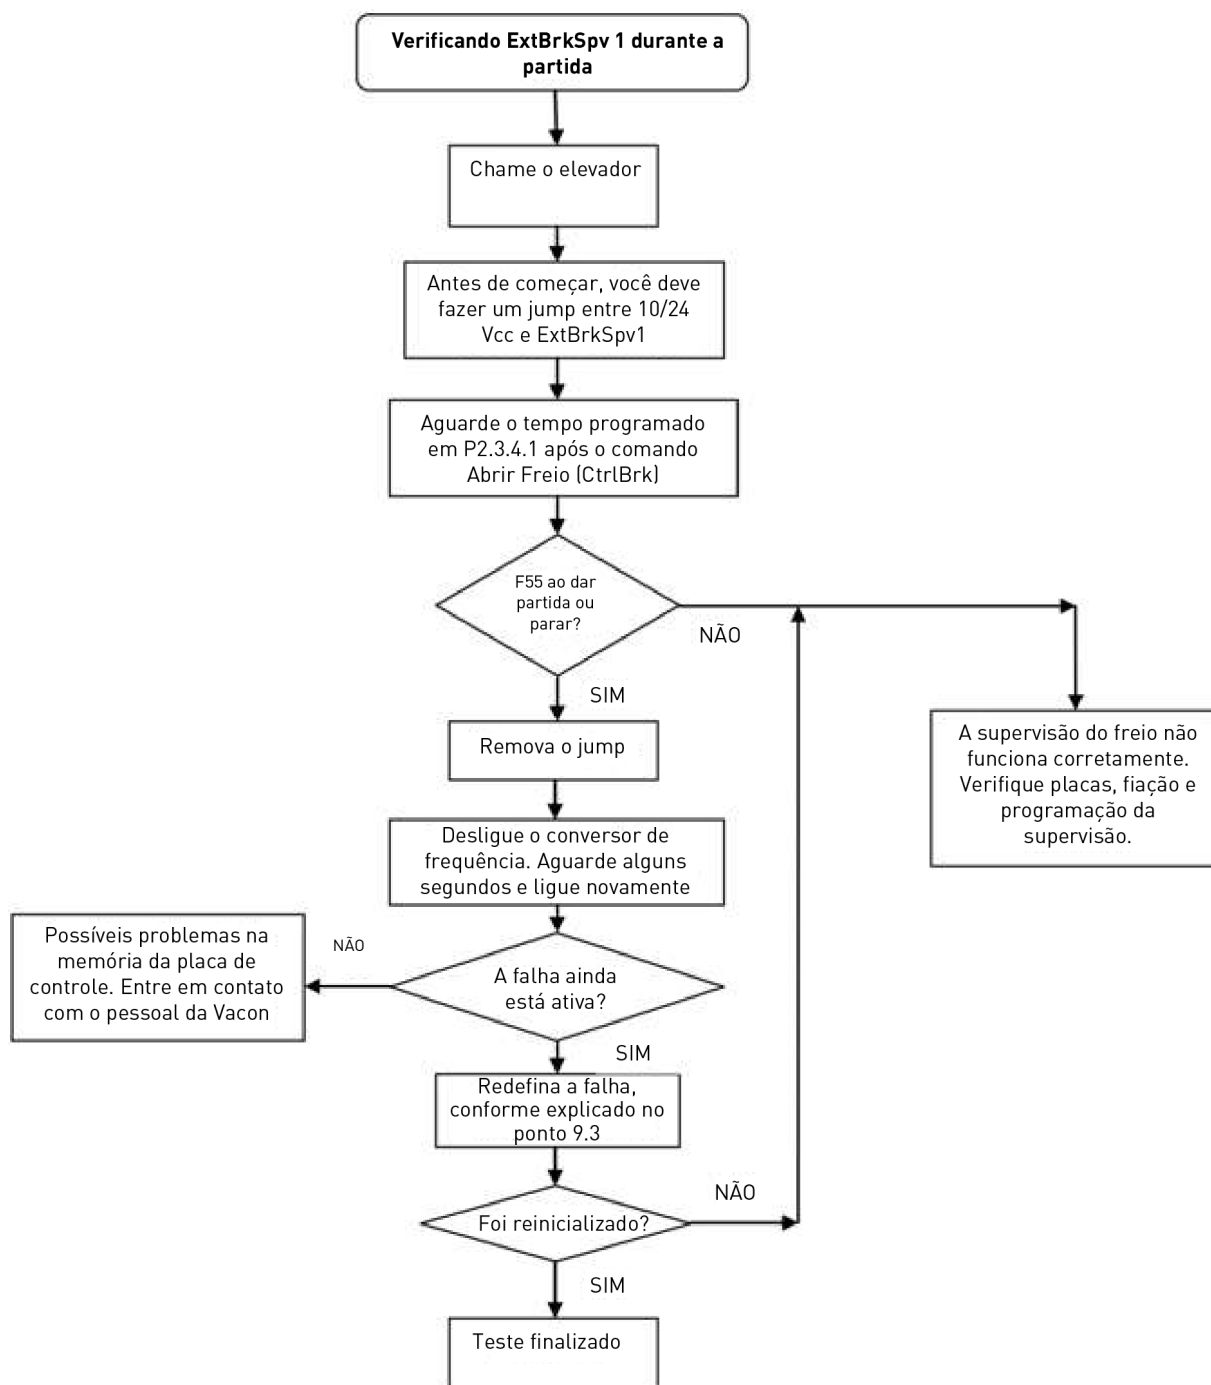 Verificando ExtBrkSpv 1 durante a
partida
Chame o elevador
Antes de começar, você deve
fazer um jump entre 10/24
Vcc e ExtBrkSpv1
Aguarde o tempo programado
em P2.3.4.1 após o comando
Abrir Freio (CtrlBrk)
F55 ao dar
partida ou
parar?
NÃO
SIM
Remova o jump
A supervisão do freio não
funciona corretamente.
Verifique placas, fiação e
programação da
supervisão.
Desligue o conversor de
frequência. Aguarde alguns
segundos e ligue novamente
Possíveis problemas na
memória da placa de
controle. Entre em contato
com o pessoal da Vacon
NÃO
A falha ainda
está ativa?
SIM
Redefina a falha,
conforme explicado no
ponto 9.3
NÃO
Foi reinicializado?
SIM
Teste finalizado